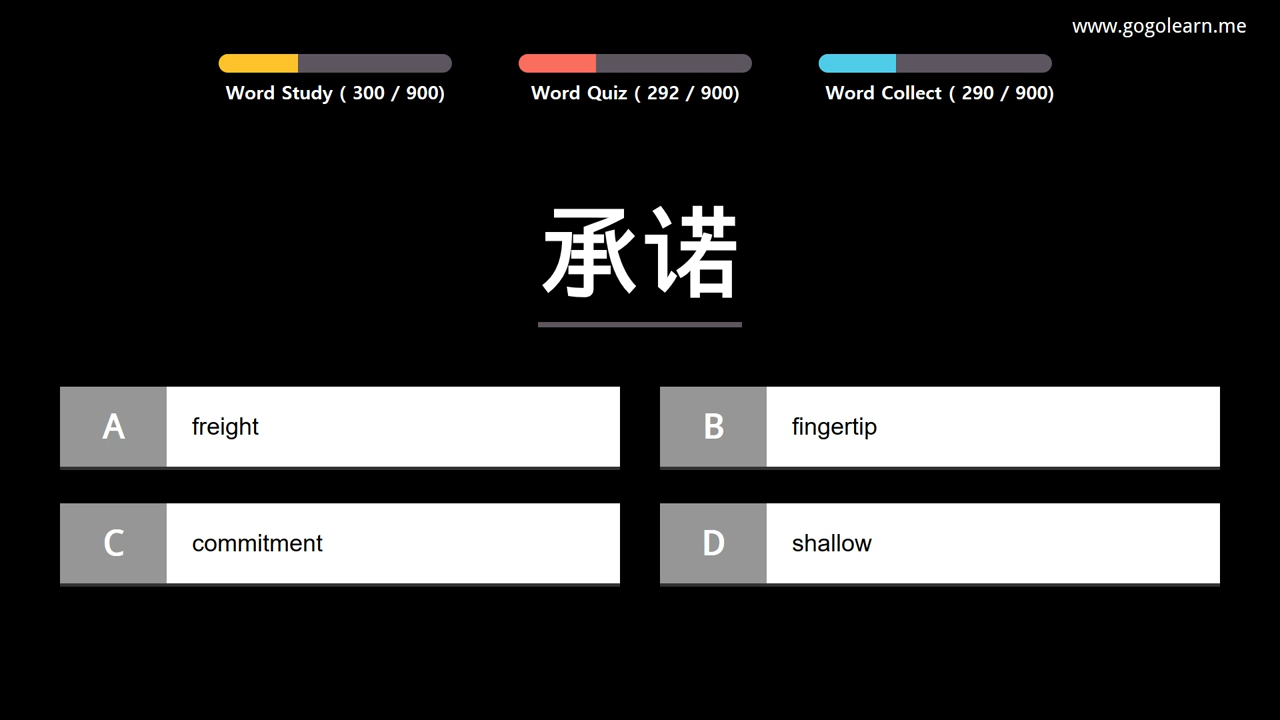 www.gogolearn.me
Word Study ( 300 / 900)
Word Quiz ( 292 / 900)
Word Collect ( 290 / 900)
承诺
A freight
B fingertip
C commitment
D shallow